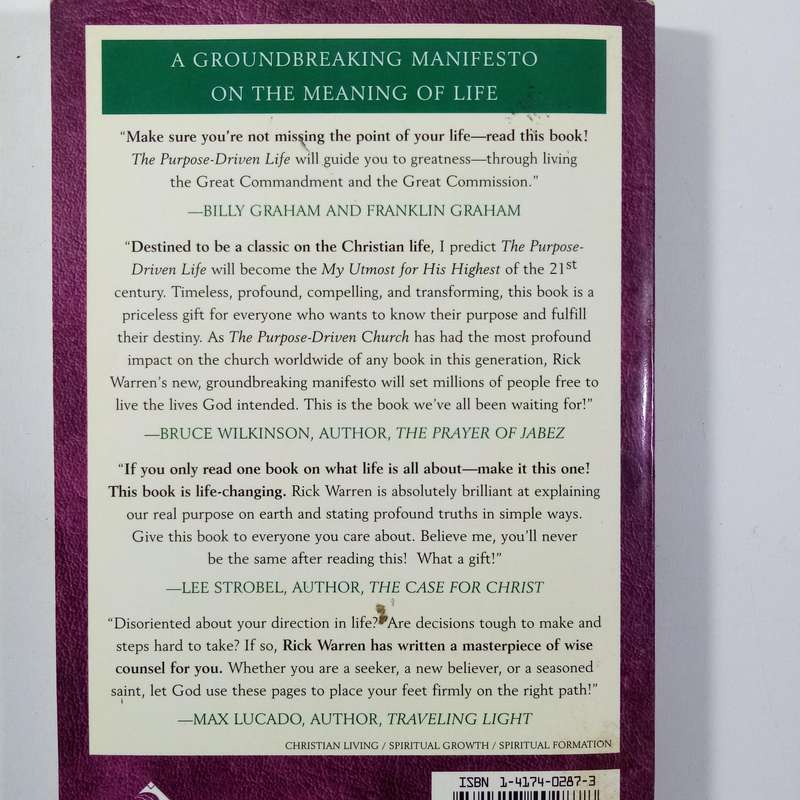 A GROUNDBREAKING MANIFESTO
ON THE MEANING OF LIFE
“Make sure you’re not missing the point of your life—read this book!
The Purpose-Driven Life will guide you to greatness—through living
the Great Commandment and the Great Commission.”
—BILLY GRAHAM AND FRANKLIN GRAHAM
“Destined to be a classic on the Christian life, I predict The Purpose-
Driven Life will become the My Utmost for His Highest of the 21st
century. Timeless, profound, compelling, and transforming, this book is a
priceless gift for everyone who wants to know their purpose and fulfill
their destiny. As The Purpose-Driven Church has had the most profound
impact on the church worldwide of any book in this generation, Rick
Warren’s new, groundbreaking manifesto will set millions of people free to
live the lives God intended. This is the book we’ve all been waiting for!”
—BRUCE WILKINSON, AUTHOR, THE PRAYER OF JABEZ
“If you only read one book on what life is all about—make it this one!
This book is life-changing. Rick Warren is absolutely brilliant at explaining
our real purpose on earth and stating profound truths in simple ways.
Give this book to everyone you care about. Believe me, you’ll never
be the same after reading this! What a gift!”
—LEE STROBEL, AUTHOR, THE CASE FOR CHRIST
“Disoriented about your direction in life? Are decisions tough to make and
steps hard to take? If so, Rick Warren has written a masterpiece of wise
counsel for you. Whether you are a seeker, a new believer, or a seasoned
saint, let God use these pages to place your feet firmly on the right path!”
—MAX LUCADO, AUTHOR, TRAVELING LIGHT
CHRISTIAN LIVING / SPIRITUAL GROWTH / SPIRITUAL FORMATION
ISBN 1-4174-0287-3